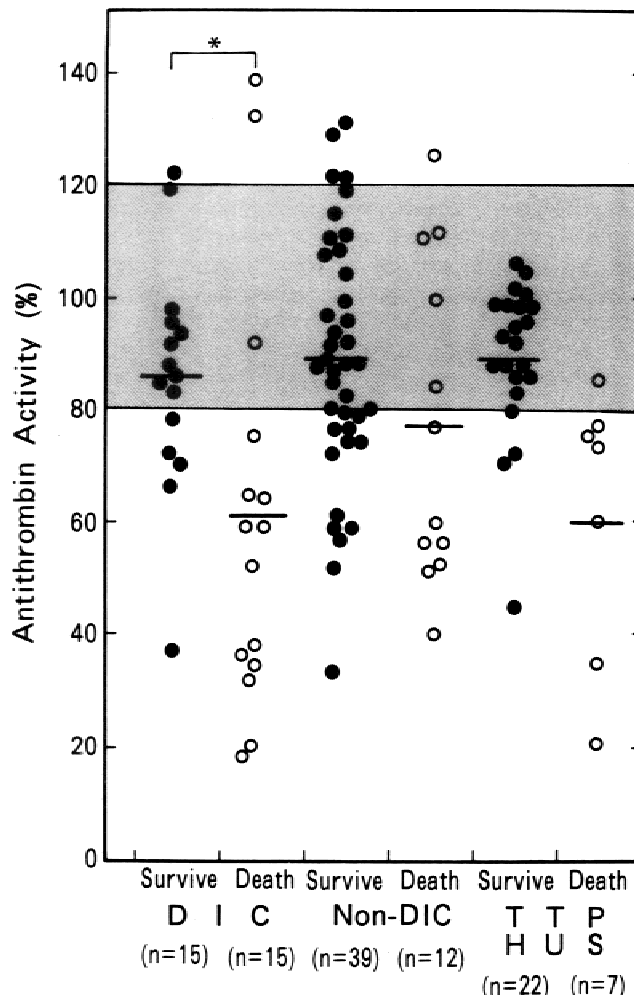 *
140
120
100
80
60
40
20
0
Antithrombin Activity (%)
Survive Death Survive Death Survive Death
D I C Non-DIC T T P
H U S
(n=15) (n=15) (n=39) (n=12)
(n=22) (n=7)